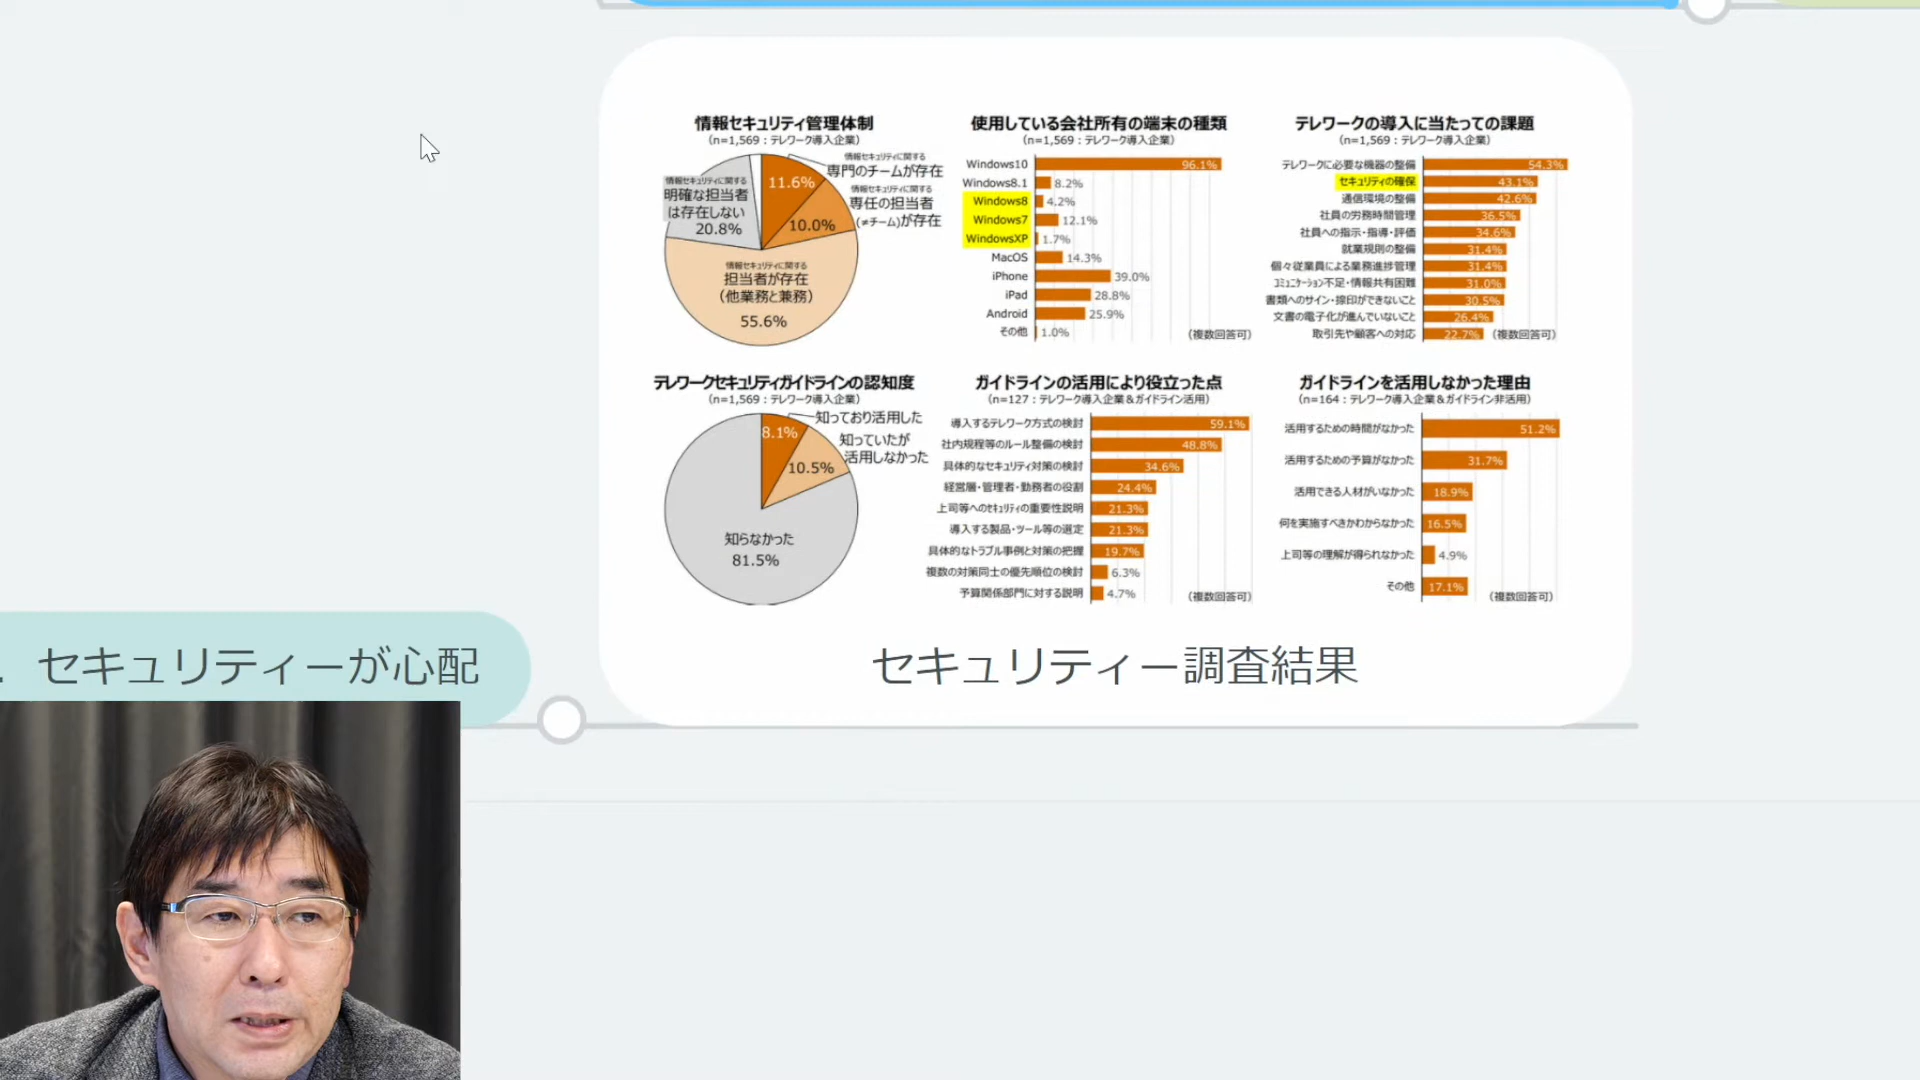 情報セキュリティ管理体制
(n=1,569：テレワーク導入企業)
情報セキュリティに関する
専門のチームが存在
11.6%
情報セキュリティに関する
専任の担当者
(≠チーム)が存在
10.0%
情報セキュリティに関する
明確な担当者
は存在しない
20.8%
情報セキュリティに関する
担当者が存在
(他業務と兼務)
55.6%
使用している会社所有の端末の種類
(n=1,569：テレワーク導入企業)
Windows10 96.1%
Windows8.1 8.2%
Windows8 4.2%
Windows7 12.1%
WindowsXP 1.7%
MacOS 14.3%
iPhone 39.0%
iPad 28.8%
Android 25.9%
その他 1.0%
(複数回答可)
テレワークの導入に当たっての課題
(n=1,569：テレワーク導入企業)
テレワークに必要な機器の整備 54.3%
セキュリティの確保 43.1%
通信環境の整備 42.6%
社員の労務時間管理 36.5%
社員への指示・指導・評価 34.6%
就業規則の整備 31.4%
個々従業員による業務進捗管理 31.4%
コミュニケーション不足・情報共有困難 31.0%
書類へのサイン・捺印ができないこと 30.5%
文書の電子化が進んでいないこと 26.4%
取引先や顧客への対応 22.7%
(複数回答可)
テレワークセキュリティガイドラインの認知度
(n=1,569：テレワーク導入企業)
知っており活用した
8.1%
知っていたが
活用しなかった
10.5%
知らなかった
81.5%
ガイドラインの活用により役立った点
(n=127：テレワーク導入企業＆ガイドライン活用)
導入するテレワーク方式の検討 59.1%
社内規程等のルール整備の検討 48.8%
具体的なセキュリティ対策の検討 34.6%
経営層・管理者・勤務者の役割 24.4%
上司等へのセキュリティの重要性説明 21.3%
導入する製品・ツール等の選定 21.3%
具体的なトラブル事例と対策の把握 19.7%
複数の対策同士の優先順位の検討 6.3%
予算関係部門に対する説明 4.7%
(複数回答可)
ガイドラインを活用しなかった理由
(n=164：テレワーク導入企業＆ガイドライン非活用)
活用するための時間がなかった 51.2%
活用するための予算がなかった 31.7%
活用できる人材がいなかった 18.9%
何を実施すべきかわからなかった 16.5%
上司等の理解が得られなかった 4.9%
その他 17.1%
(複数回答可)
. セキュリティーが心配
セキュリティー調査結果